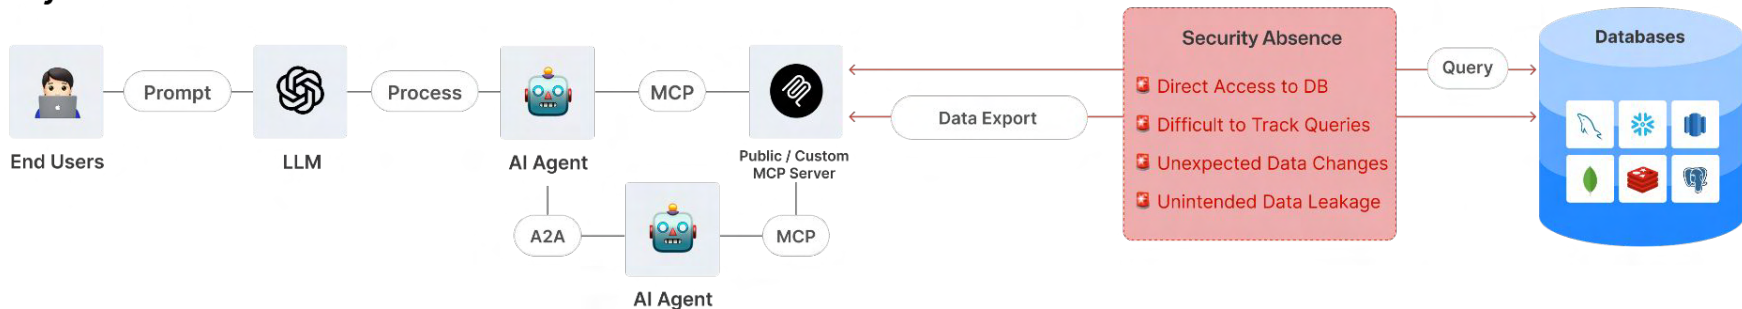 Prompt
Process
MCP
Data Export
Security Absence
Direct Access to DB
Difficult to Track Queries
Unexpected Data Changes
Unintended Data Leakage
Query
Databases
End Users
LLM
AI Agent
Public / Custom
MCP Server
A2A
MCP
AI Agent